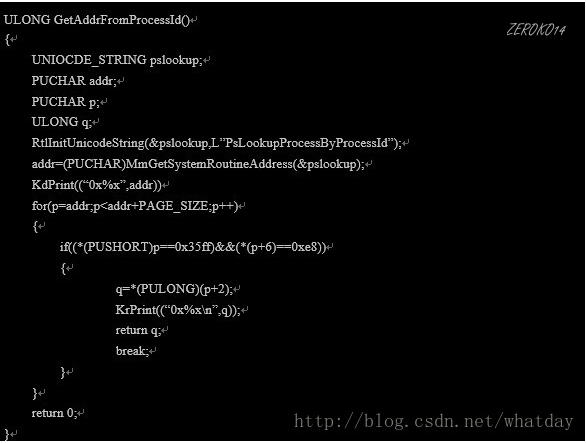 ULONG GetAddrFromProcessId()↵
ZEROKO14
{↵
UNIOCDE_STRING pslookup;↵
PUCHAR addr;↵
PUCHAR p;↵
ULONG q;↵
RtlInitUnicodeString(&pslookup,L”PsLookupProcessByProcessId”);↵
addr=(PUCHAR)MmGetSystemRoutineAddress(&pslookup);↵
KdPrint((“0x%x”,addr))↵
for(p=addr;p<addr+PAGE_SIZE;p++)↵
{↵
if((*(PUSHORT)p==0x35ff)&&(*(p+6)==0xe8))↵
{↵
q=*(PULONG)(p+2);↵
KrPrint((“0x%x\n”,q));↵
return q;↵
break;↵
}↵
}↵
return 0;↵
}↵
http://blog.csdn.net/whatday